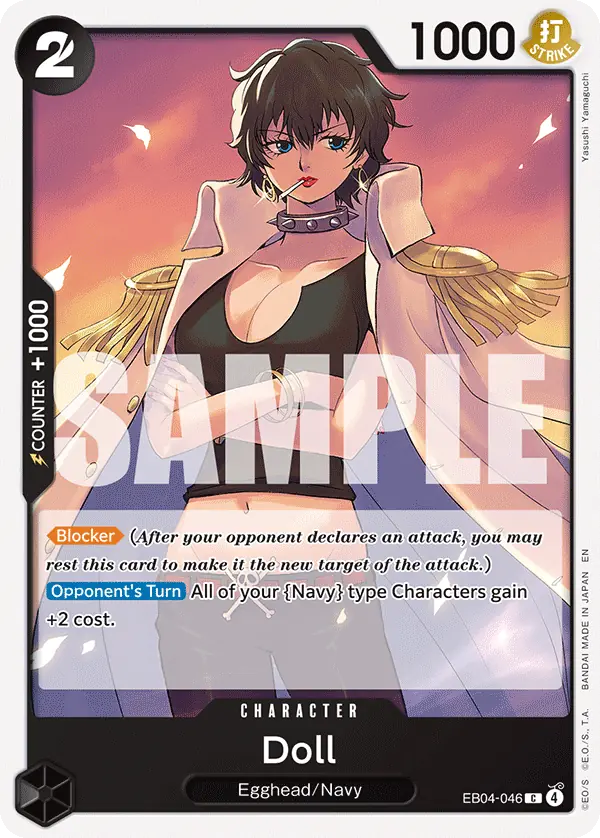 2
1000
打
STRIKE
Yasushi Yamaguchi
COUNTER +1000
SAMPLE
Blocker (After your opponent declares an attack, you may
rest this card to make it the new target of the attack.)
Opponent's Turn All of your {Navy} type Characters gain
+2 cost.
CHARACTER
Doll
Egghead/Navy
EB04-046 C 4
©E.O/S ©E.O./S., T.A. BANDAI MADE IN JAPAN EN